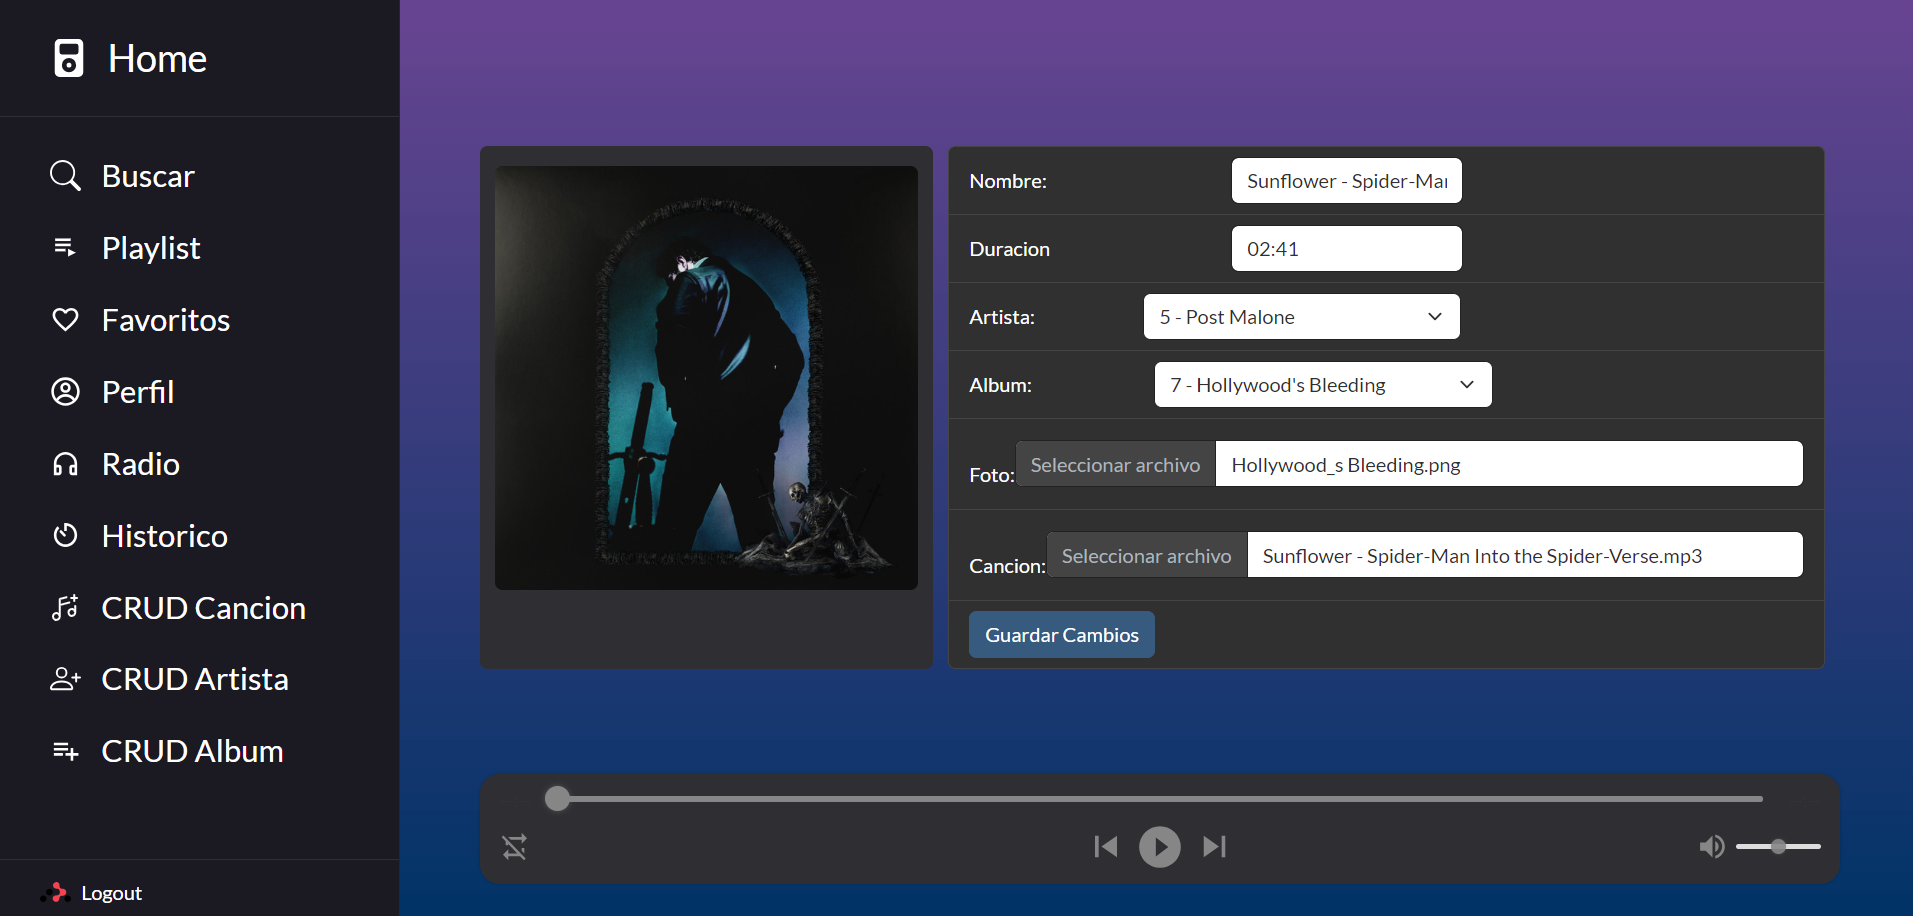 Home
Buscar
Playlist
Favoritos
Perfil
Radio
Historico
CRUD Cancion
CRUD Artista
CRUD Album
Logout
Nombre: Sunflower - Spider-Mar
Duracion 02:41
Artista: 5 - Post Malone
Album: 7 - Hollywood's Bleeding
Foto: Seleccionar archivo Hollywood_s Bleeding.png
Cancion: Seleccionar archivo Sunflower - Spider-Man Into the Spider-Verse.mp3
Guardar Cambios